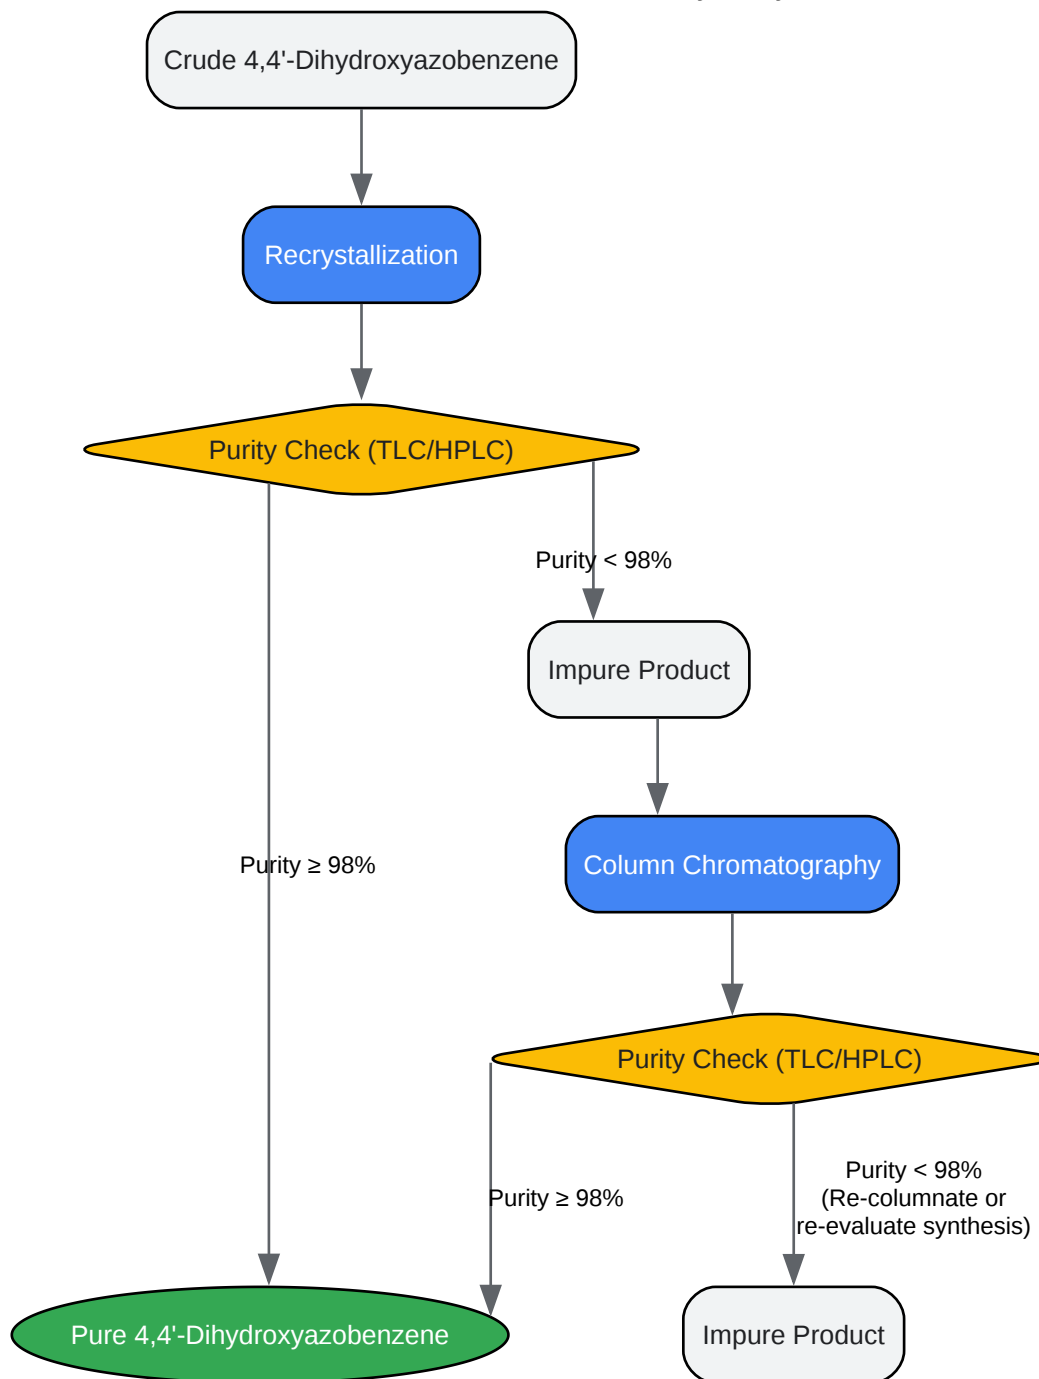 Crude 4,4'-Dihydroxyazobenzene
Recrystallization
Purity Check (TLC/HPLC)
Purity < 98%
Impure Product
Purity ≥ 98%
Column Chromatography
Purity Check (TLC/HPLC)
Purity ≥ 98%
Purity < 98%
(Re-columnate or
re-evaluate synthesis)
Pure 4,4'-Dihydroxyazobenzene
Impure Product